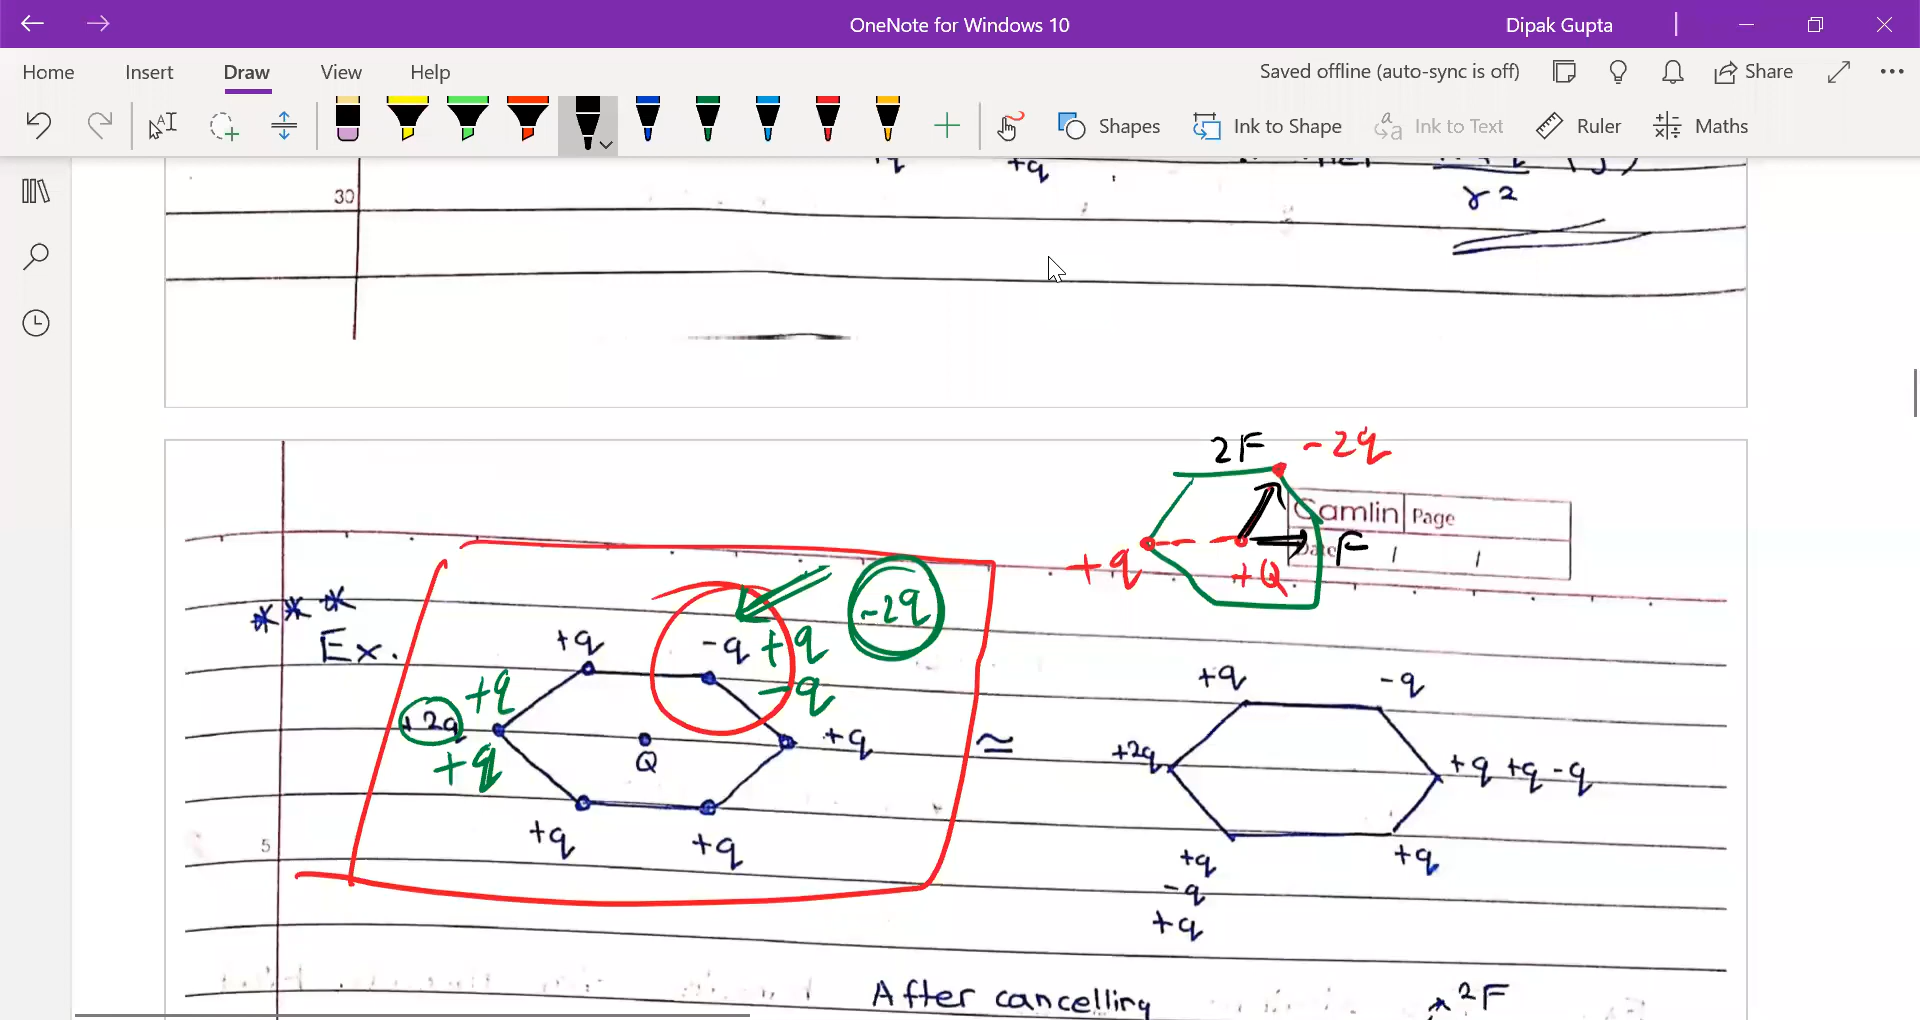 OneNote for Windows 10
Dipak Gupta
Home Insert Draw View Help
Saved offline (auto-sync is off)
Share
Shapes
Ink to Shape
Ink to Text
Ruler
Maths
+q
30
r2
2F -2q
Camlin Page
Date
F
+q +Q
-2q
*** Ex.
+q -q +q
-q
+q
+2q
+q
Q
+q
+q +q
≃
+q -q
+2q +q +q -q
+q +q
-q
+q
5
After cancelling
2F